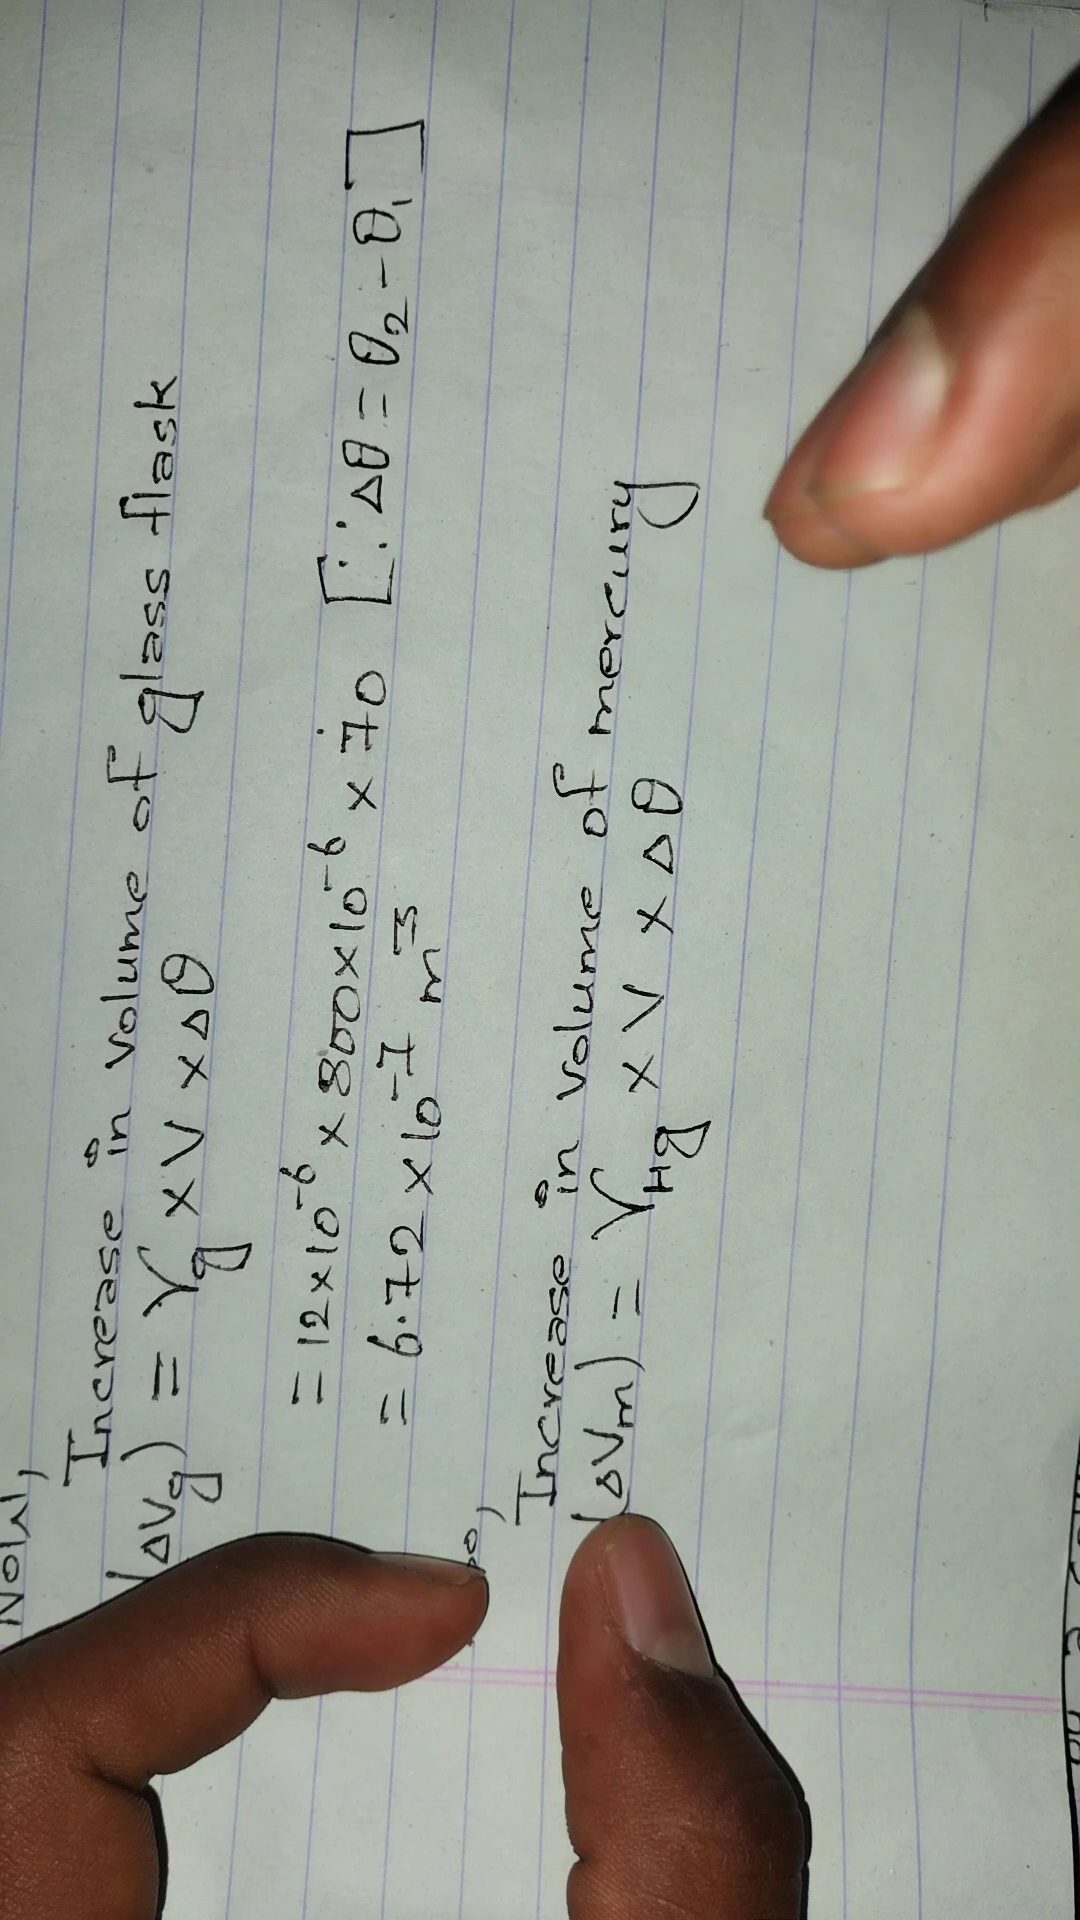 Now,
Increase in volume of glass flask
(ΔVg) = γg × V × Δθ
= 12×10⁻⁶ × 800×10⁻⁶ × 70 [∵ Δθ = θ₂ - θ₁]
= 6.72 × 10⁻⁷ m³
Increase in volume of mercury
(ΔVm) = γHg × V × Δθ